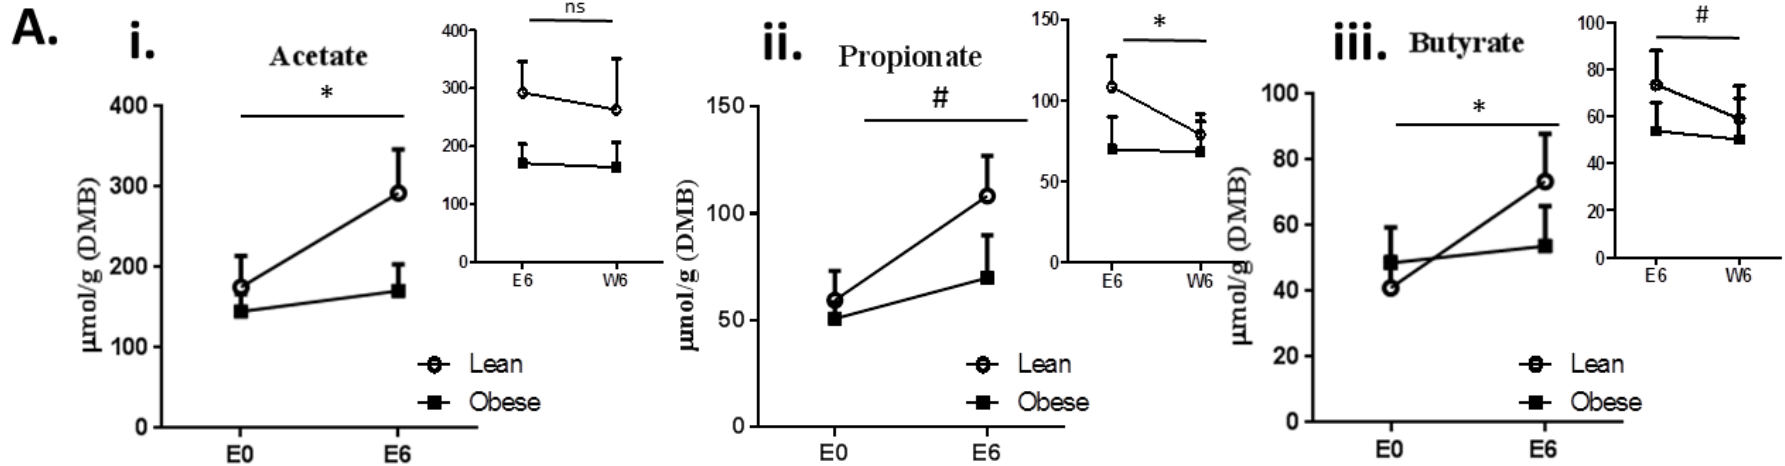 A.
i.
Acetate
*
400
300
200
100
0
µmol/g (DMB)
E0
E6
Lean
Obese
ns
400
300
200
100
0
E6
W6
ii.
Propionate
#
150
100
50
0
µmol/g (DMB)
E0
E6
Lean
Obese
*
150
100
50
0
E6
W6
iii.
Butyrate
*
100
80
60
40
20
0
µmol/g (DMB)
E0
E6
Lean
Obese
#
100
80
60
40
20
0
E6
W6